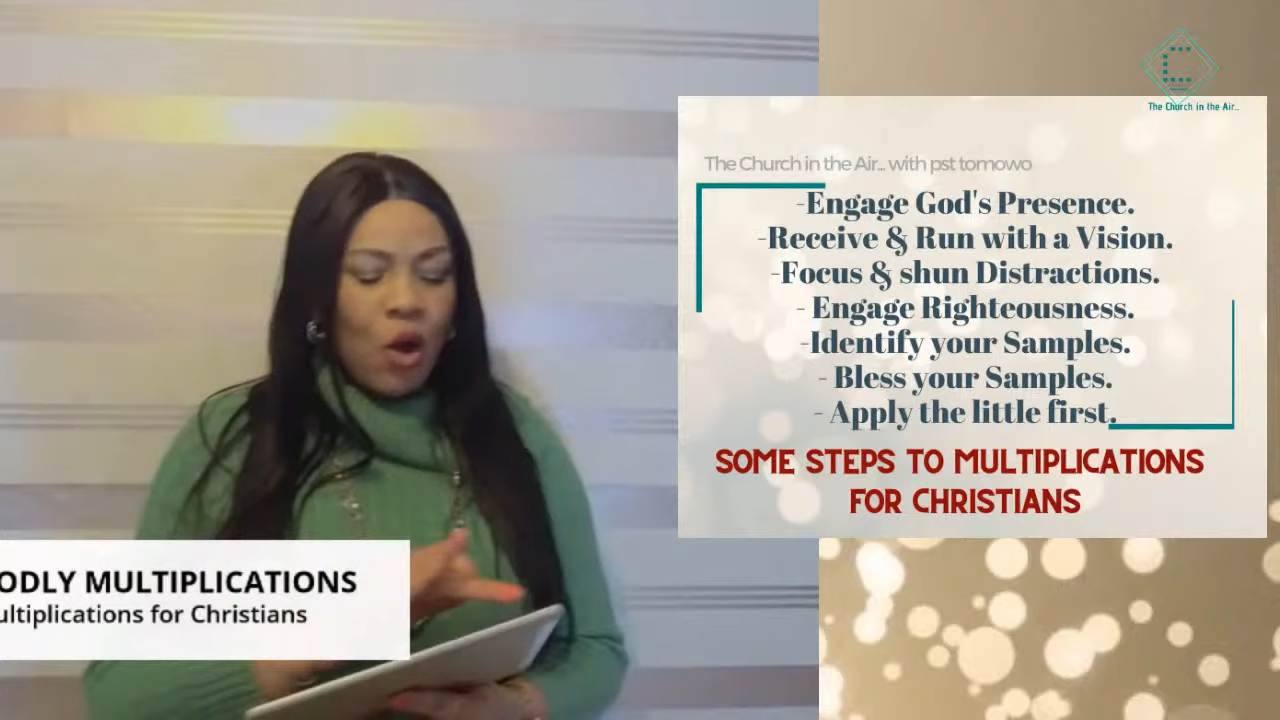 The Church in the Air...
The Church in the Air... with pst tomowo
-Engage God's Presence.
-Receive & Run with a Vision.
-Focus & shun Distractions.
- Engage Righteousness.
-Identify your Samples.
- Bless your Samples.
- Apply the little first.
SOME STEPS TO MULTIPLICATIONS
FOR CHRISTIANS
ODLY MULTIPLICATIONS
ultiplications for Christians